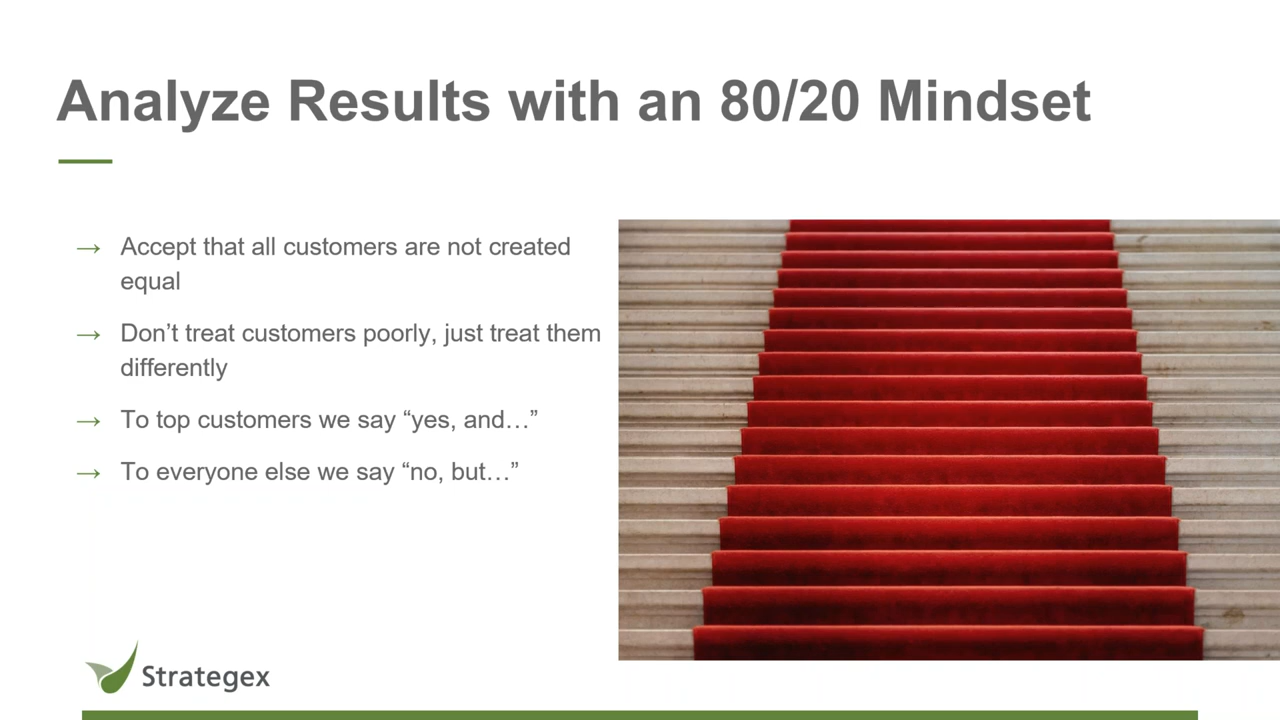 Analyze Results with an 80/20 Mindset
→ Accept that all customers are not created
equal
→ Don’t treat customers poorly, just treat them
differently
→ To top customers we say “yes, and…”
→ To everyone else we say “no, but…”
Strategex